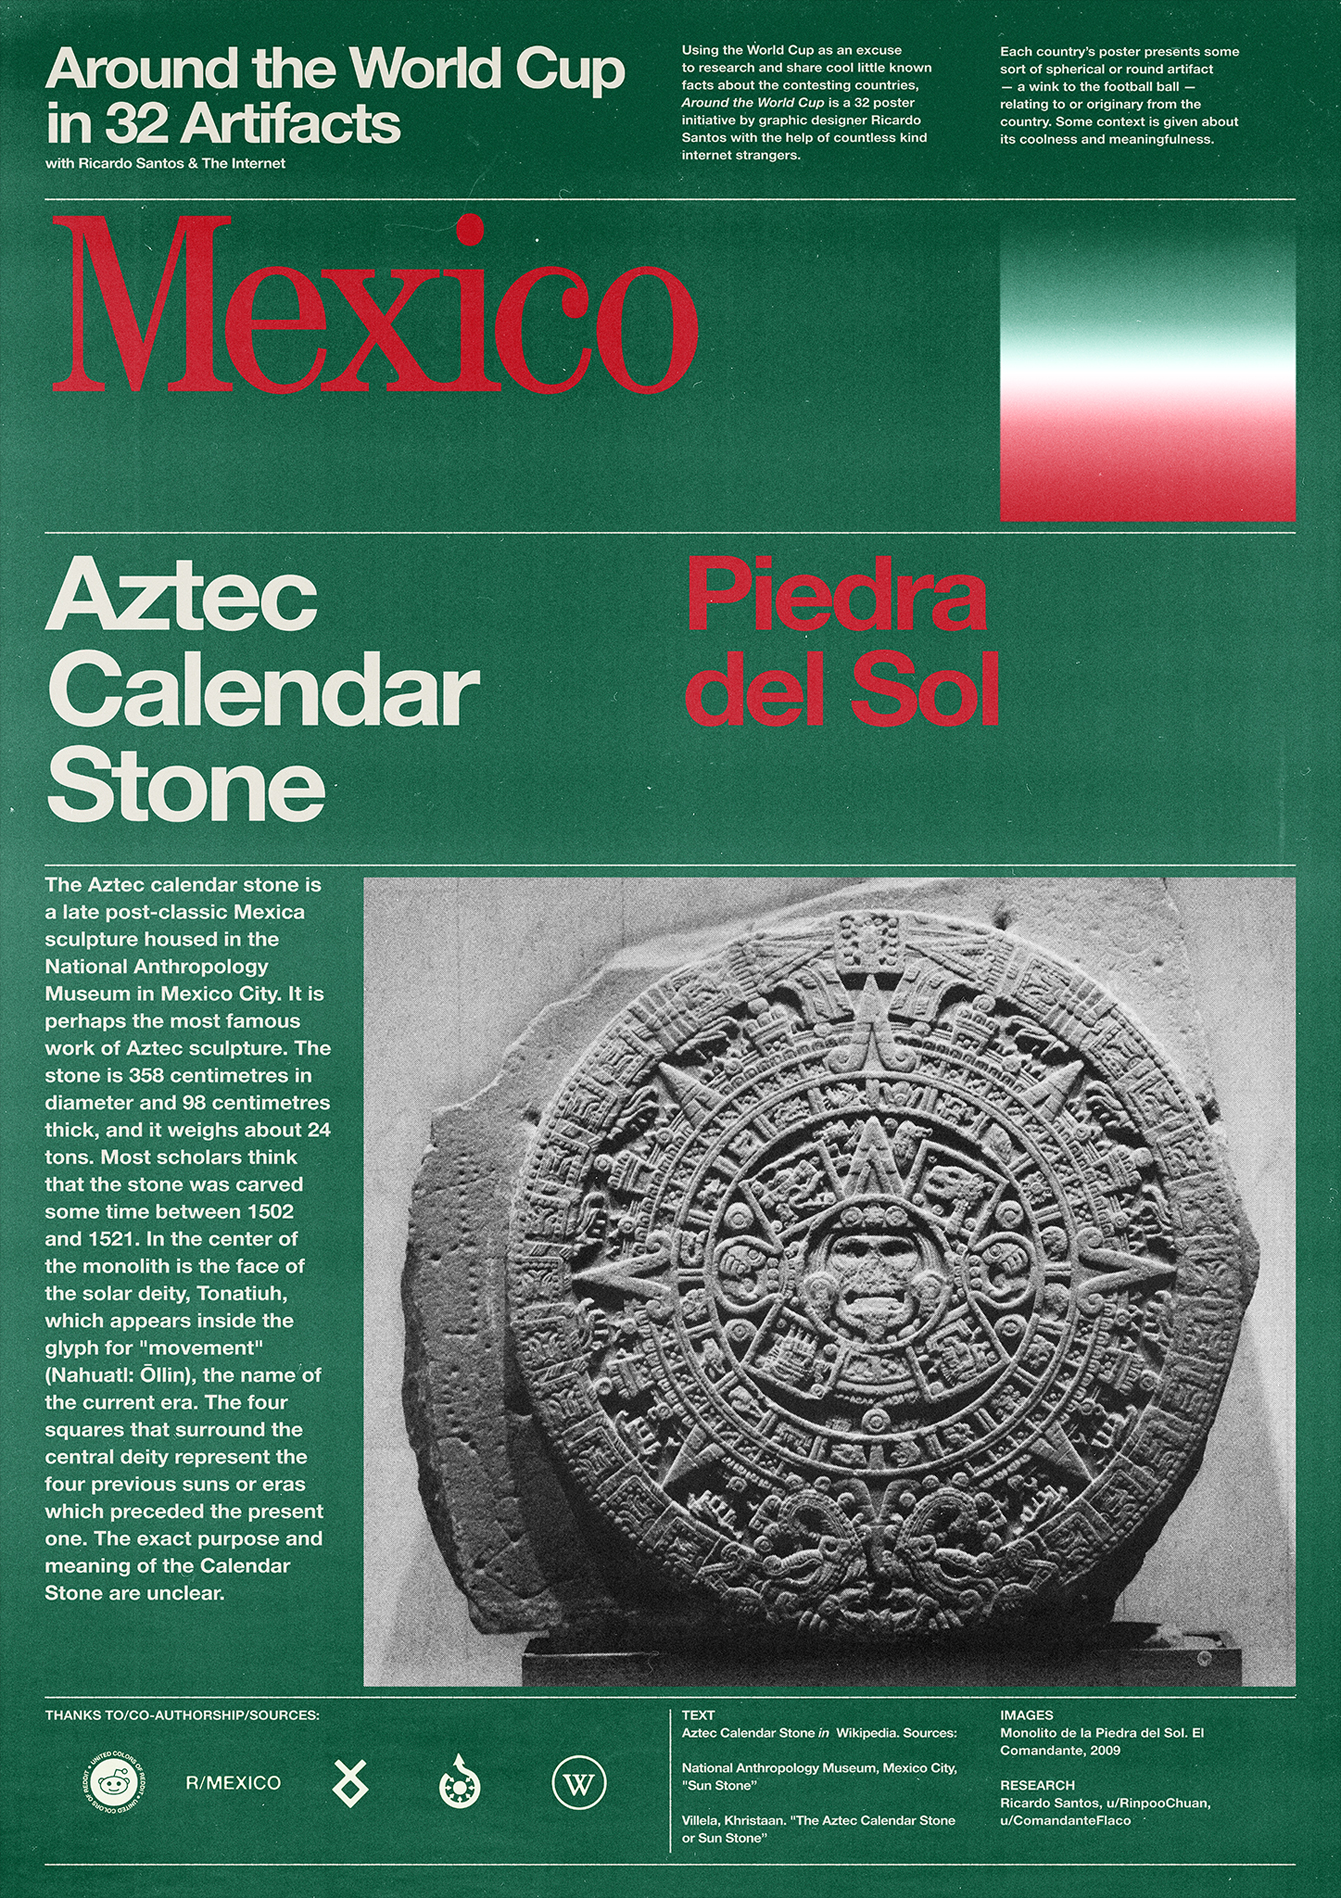 Around the World Cup
in 32 Artifacts
with Ricardo Santos & The Internet
Using the World Cup as an excuse
to research and share cool little known
facts about the contesting countries,
Around the World Cup is a 32 poster
initiative by graphic designer Ricardo
Santos with the help of countless kind
internet strangers.
Each country's poster presents some
sort of spherical or round artifact
— a wink to the football ball —
relating to or originary from the
country. Some context is given about
its coolness and meaningfulness.
Mexico
Aztec
Calendar
Stone
Piedra
del Sol
The Aztec calendar stone is
a late post-classic Mexica
sculpture housed in the
National Anthropology
Museum in Mexico City. It is
perhaps the most famous
work of Aztec sculpture. The
stone is 358 centimetres in
diameter and 98 centimetres
thick, and it weighs about 24
tons. Most scholars think
that the stone was carved
some time between 1502
and 1521. In the center of
the monolith is the face of
the solar deity, Tonatiuh,
which appears inside the
glyph for "movement"
(Nahuatl: Ōllin), the name of
the current era. The four
squares that surround the
central deity represent the
four previous suns or eras
which preceded the present
one. The exact purpose and
meaning of the Calendar
Stone are unclear.
THANKS TO/CO-AUTHORSHIP/SOURCES:
UNITED COLORS OF REDDIT • UNITED COLORS OF REDDIT •
R/MEXICO
W
TEXT
Aztec Calendar Stone in Wikipedia. Sources:
National Anthropology Museum, Mexico City,
"Sun Stone”
Villela, Khristaan. "The Aztec Calendar Stone
or Sun Stone”
IMAGES
Monolito de la Piedra del Sol. El
Comandante, 2009
RESEARCH
Ricardo Santos, u/RinpooChuan,
u/ComandanteFlaco